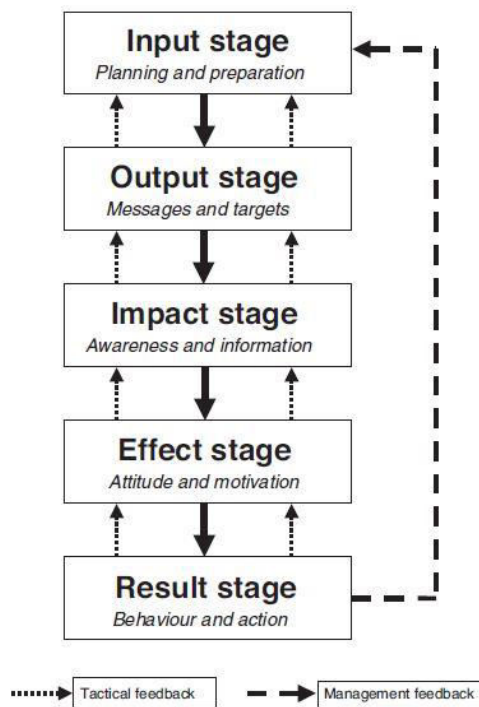 Input stage
Planning and preparation
Output stage
Messages and targets
Impact stage
Awareness and information
Effect stage
Attitude and motivation
Result stage
Behaviour and action
Tactical feedback
Management feedback